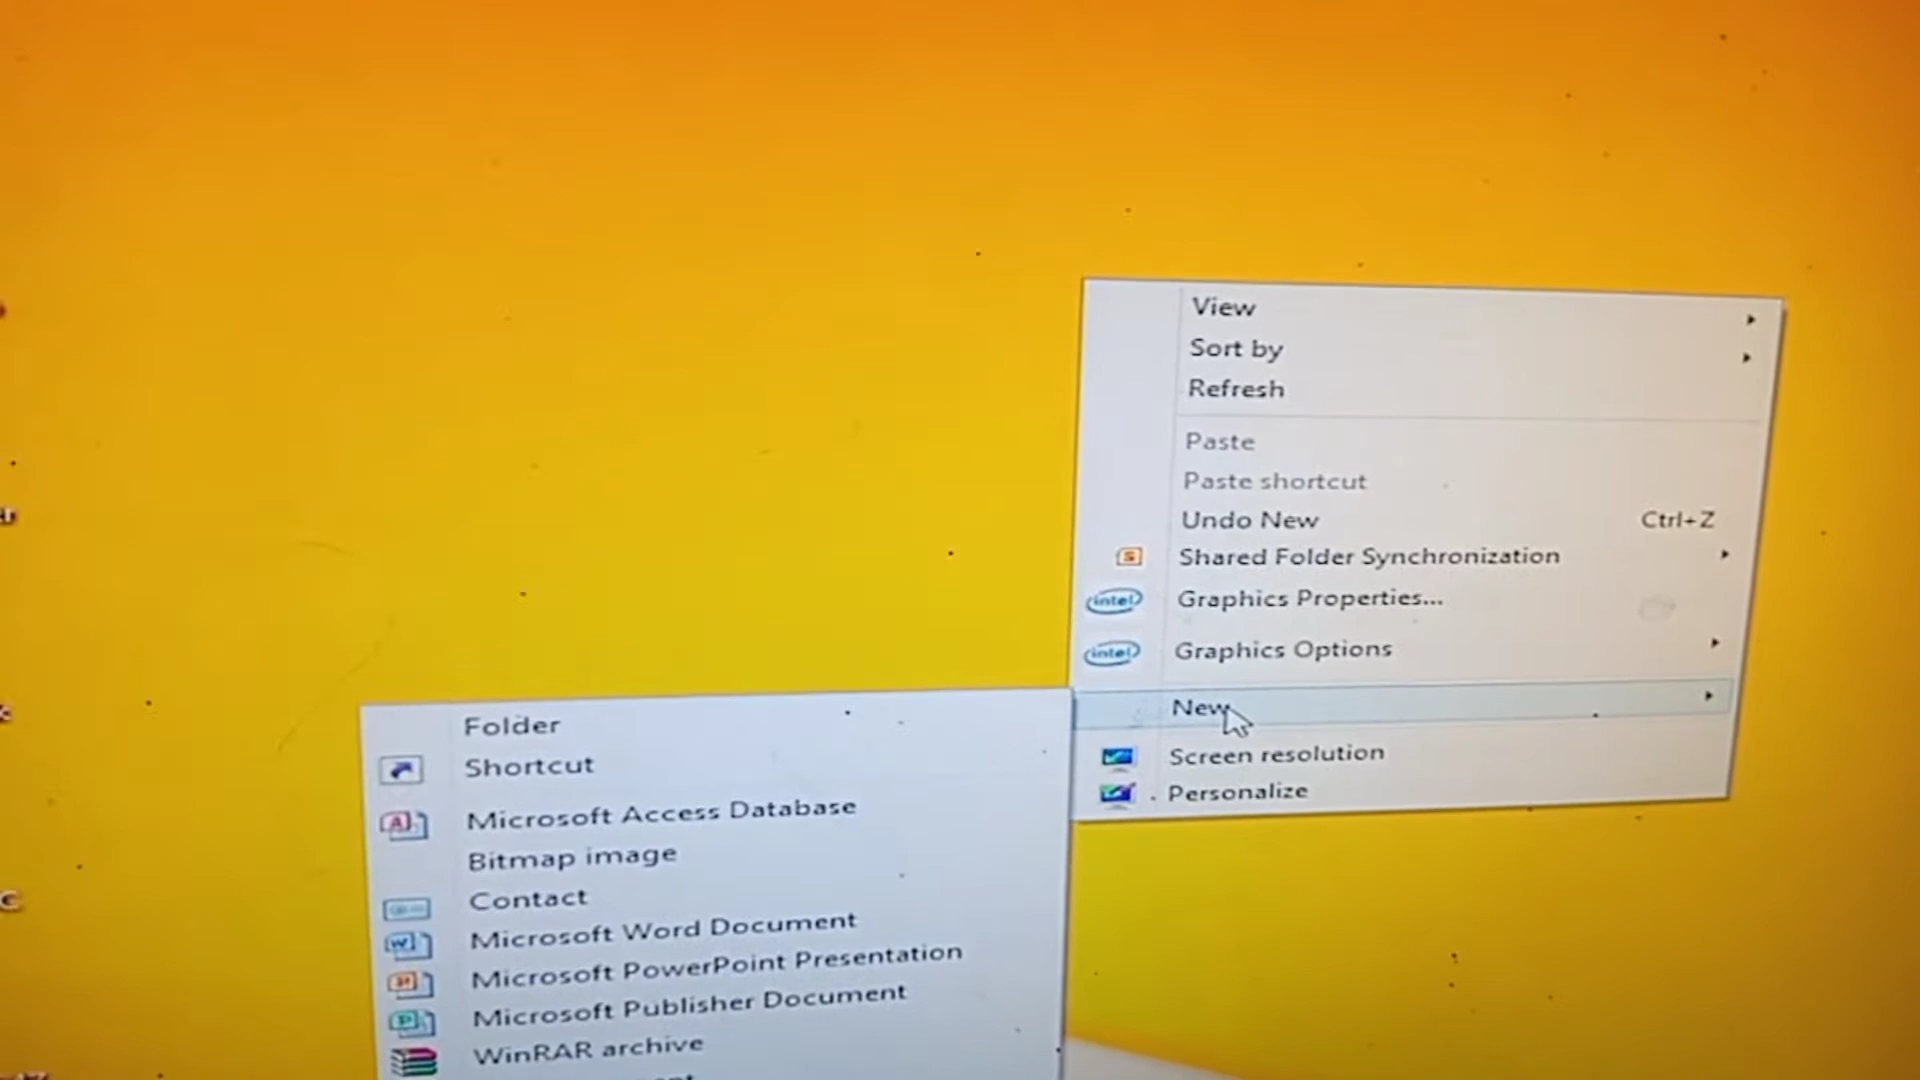 View
Sort by
Refresh
Paste
Paste shortcut
Undo New Ctrl+Z
Shared Folder Synchronization
intel Graphics Properties...
intel Graphics Options
New
Screen resolution
Personalize
Folder
Shortcut
Microsoft Access Database
Bitmap image
Contact
Microsoft Word Document
Microsoft PowerPoint Presentation
Microsoft Publisher Document
WinRAR archive